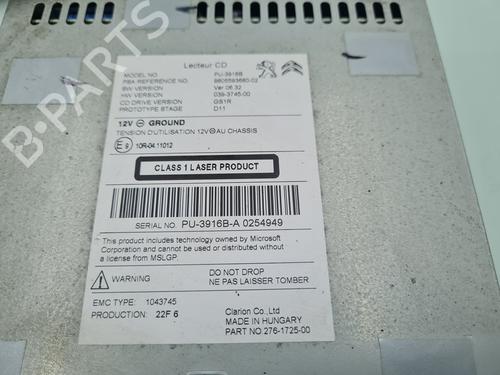 Lecteur CD
MODEL NO. PU-3916B
PSA REFERENCE NO. 9805593680-02
SW VERSION Ver 06.32
HW VERSION 039-3745-00
CD DRIVE VERSION GS1R
PROTOTYPE STAGE D11
12V ⊖ GROUND
TENSION D'UTILISATION 12V⊖AU CHASSIS
E9 10R-04.11012
CLASS 1 LASER PRODUCT
SERIAL NO. PU-3916B-A 0254949
This product includes technology owned by Microsoft
Corporation and cannot be used or distributed without
a license from MSLGP.
WARNING
DO NOT DROP
NE PAS LAISSER TOMBER
EMC TYPE: 1043745
PRODUCTION: 22F 6
Clarion Co.,Ltd
MADE IN HUNGARY
PART NO.276-1725-00
B-PARTS